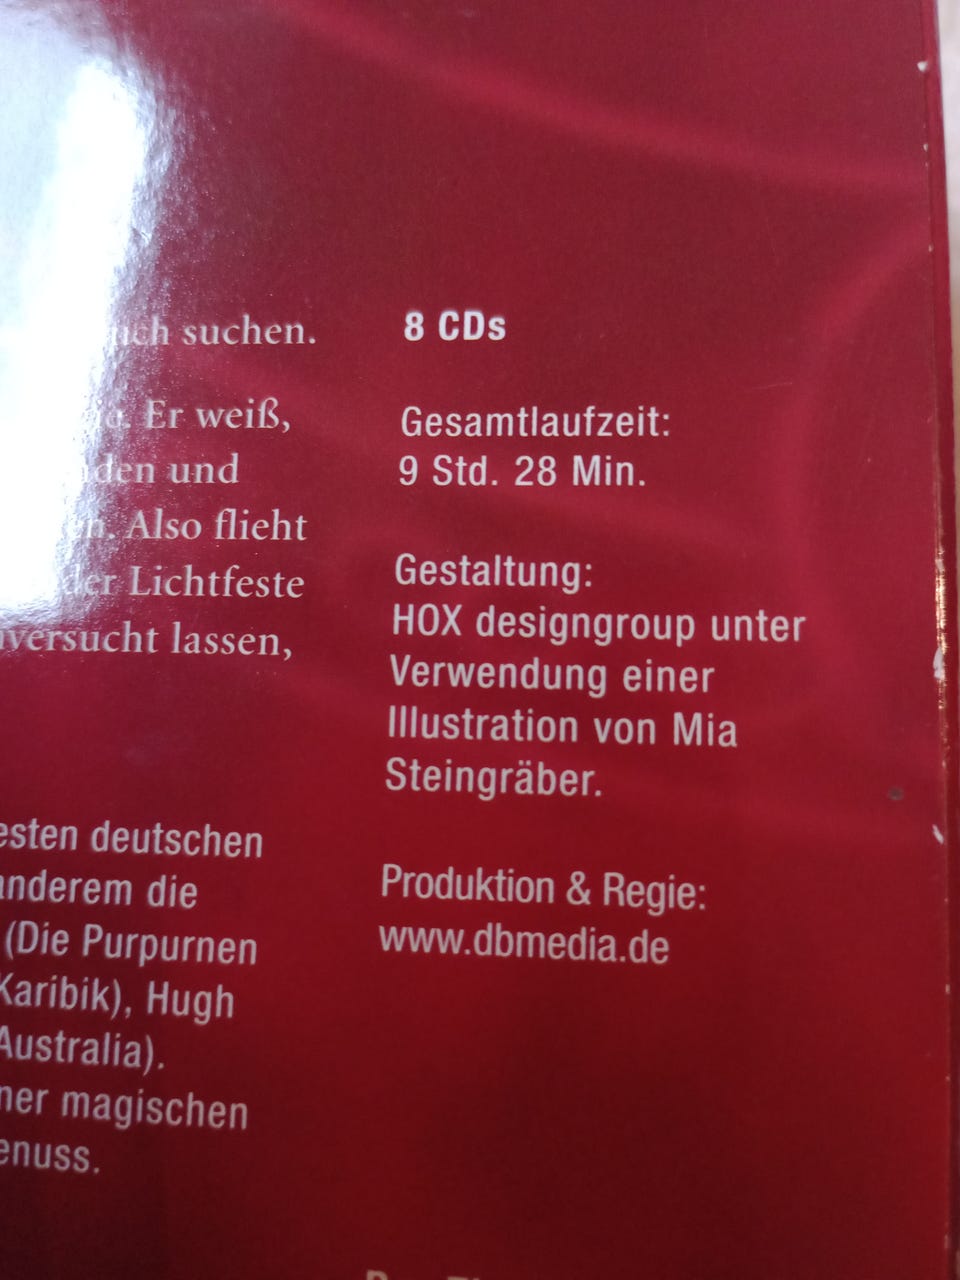 suchen.
Er weiß,
und
Also flieht
der Lichtfeste
lassen,
deutschen
die
(Die Purpurnen
Karibik), Hugh
Australia).
magischen
8 CDs
Gesamtlaufzeit:
9 Std. 28 Min.
Gestaltung:
HOX designgroup unter
Verwendung einer
Illustration von Mia
Steingräber.
Produktion & Regie:
www.dbmedia.de